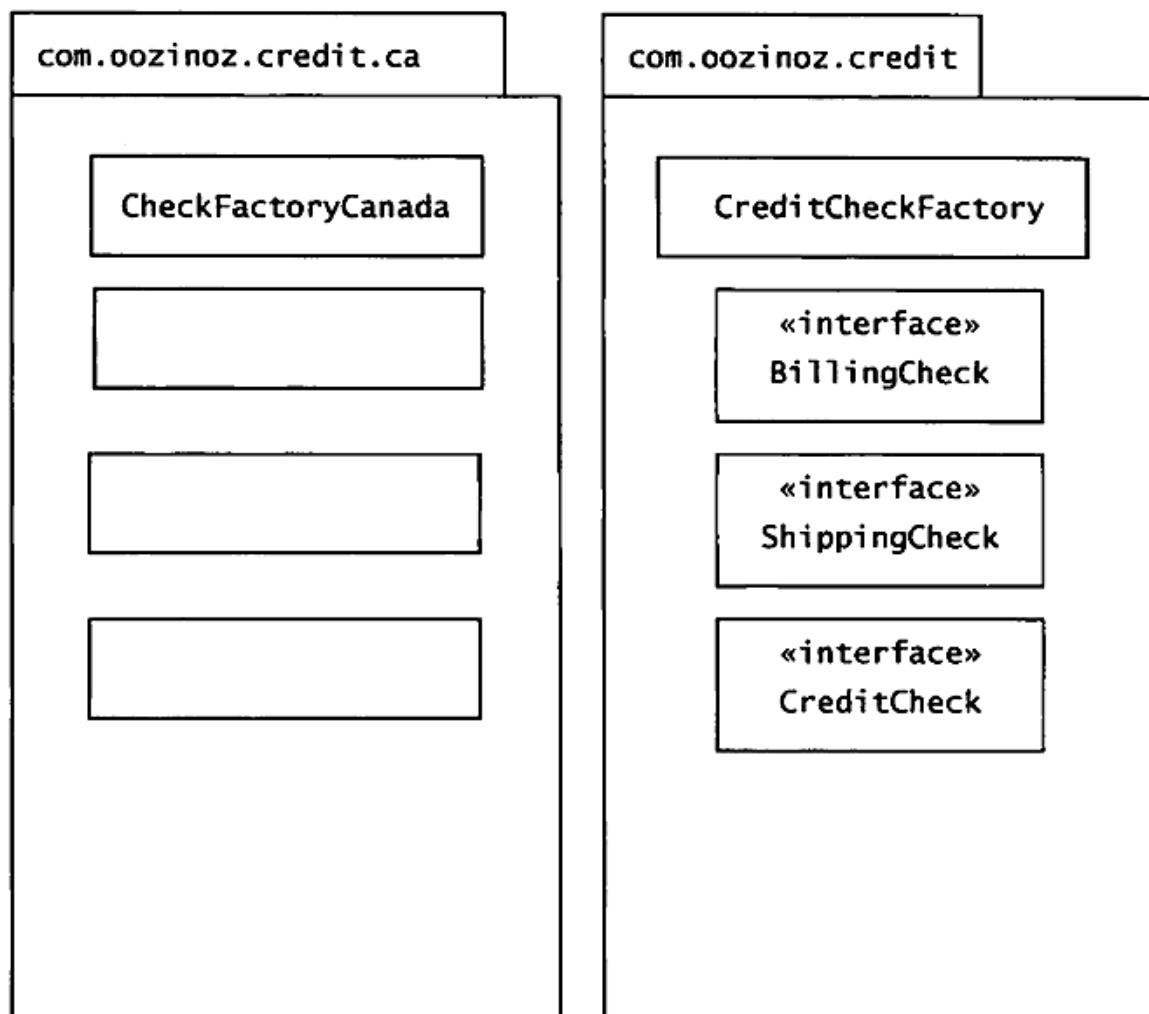 com.oozinoz.credit.ca
CheckFactoryCanada
com.oozinoz.credit
CreditCheckFactory
«interface»
BillingCheck
«interface»
ShippingCheck
«interface»
CreditCheck